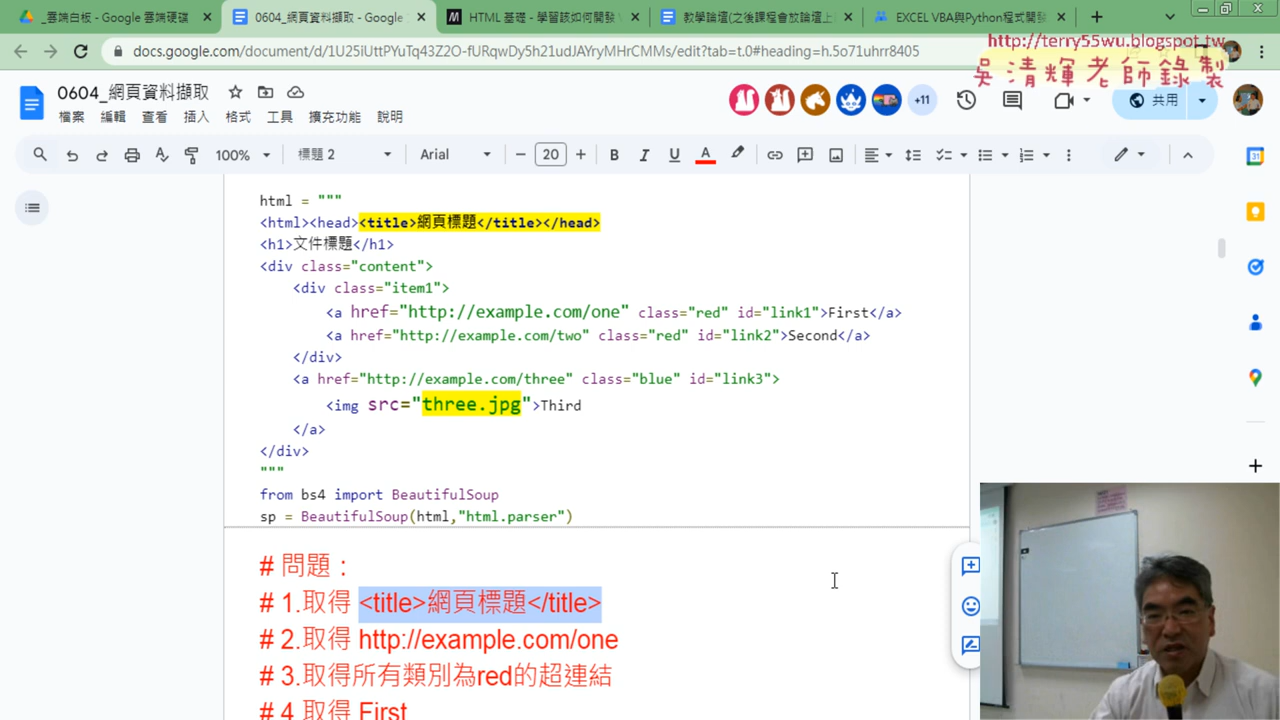 _雲端白板 - Google 雲端硬碟
0604_網頁資料擷取 - Google
HTML 基礎 - 學習該如何開發
教學論壇(之後課程會放論壇上
EXCEL VBA與Python程式開發
docs.google.com/document/d/1U25iUttPYuTq43Z2O-fURqwDy5h21udJAYryMHrCMMs/edit?tab=t.0#heading=h.5o71uhrr8405
http://terry55wu.blogspot.tw
吳清輝老師錄製
0604_網頁資料擷取
檔案 編輯 查看 插入 格式 工具 擴充功能 說明
+11
共用
100% 標題 2 Arial 20 B I U A
html = """
<html><head><title>網頁標題</title></head>
<h1>文件標題</h1>
<div class="content">
<div class="item1">
<a href="http://example.com/one" class="red" id="link1">First</a>
<a href="http://example.com/two" class="red" id="link2">Second</a>
</div>
<a href="http://example.com/three" class="blue" id="link3">
<img src="three.jpg">Third
</a>
</div>
"""
from bs4 import BeautifulSoup
sp = BeautifulSoup(html,"html.parser")
# 問題：
# 1.取得 <title>網頁標題</title>
# 2.取得 http://example.com/one
# 3.取得所有類別為red的超連結
# 4.取得 First